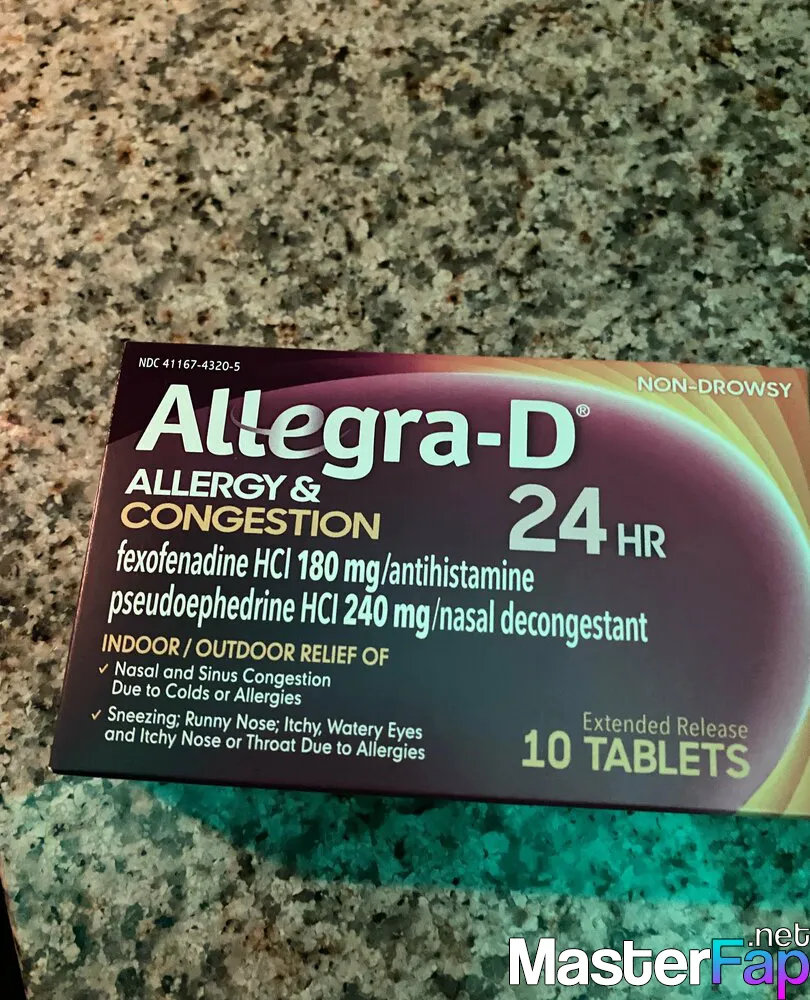 NDC 41167-4320-5
NON-DROWSY
Allegra-D®
ALLERGY &
CONGESTION
24 HR
fexofenadine HCl 180 mg/antihistamine
pseudoephedrine HCl 240 mg/nasal decongestant
INDOOR / OUTDOOR RELIEF OF
✓ Nasal and Sinus Congestion
Due to Colds or Allergies
✓ Sneezing; Runny Nose; Itchy, Watery Eyes
and Itchy Nose or Throat Due to Allergies
Extended Release
10 TABLETS
.net
MasterFap